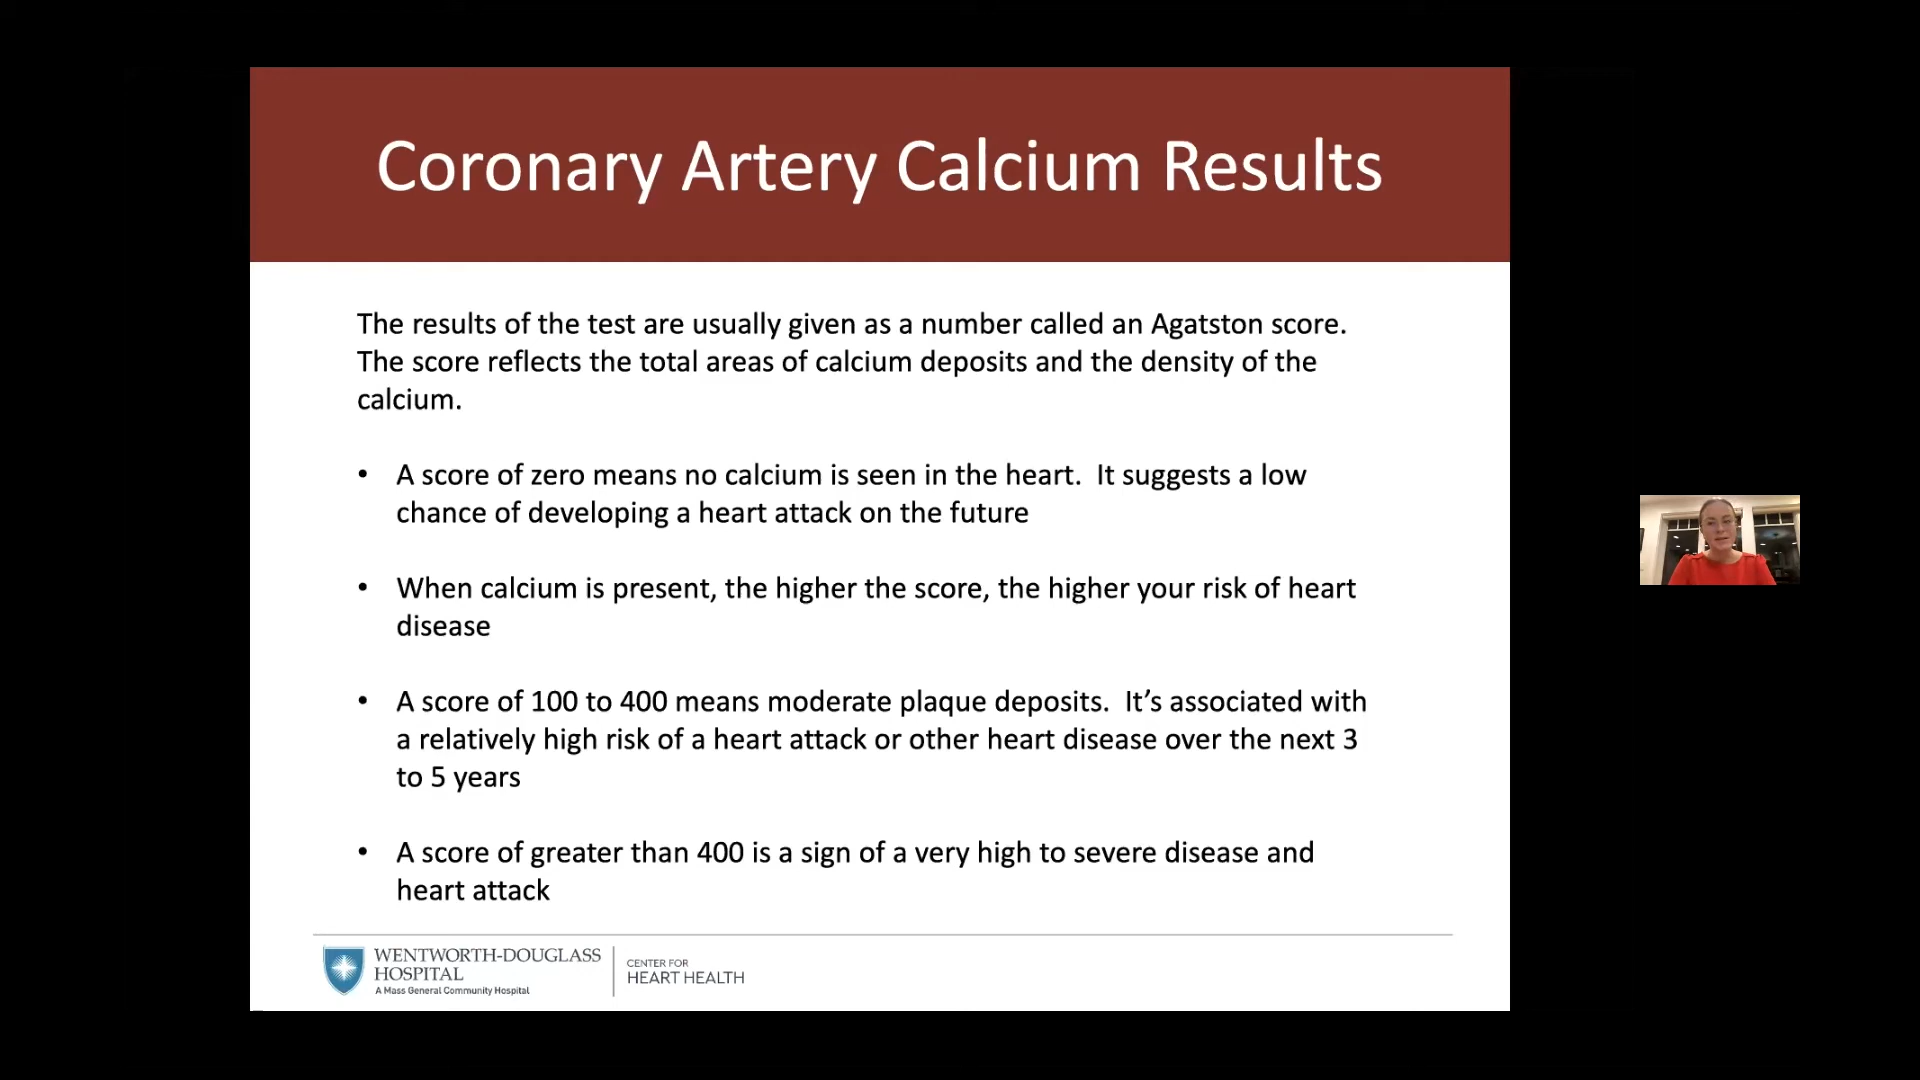 Coronary Artery Calcium Results
The results of the test are usually given as a number called an Agatston score.
The score reflects the total areas of calcium deposits and the density of the
calcium.
• A score of zero means no calcium is seen in the heart.  It suggests a low
chance of developing a heart attack on the future
• When calcium is present, the higher the score, the higher your risk of heart
disease
• A score of 100 to 400 means moderate plaque deposits.  It’s associated with
a relatively high risk of a heart attack or other heart disease over the next 3
to 5 years
• A score of greater than 400 is a sign of a very high to severe disease and
heart attack
WENTWORTH-DOUGLASS
HOSPITAL
A Mass General Community Hospital
CENTER FOR
HEART HEALTH